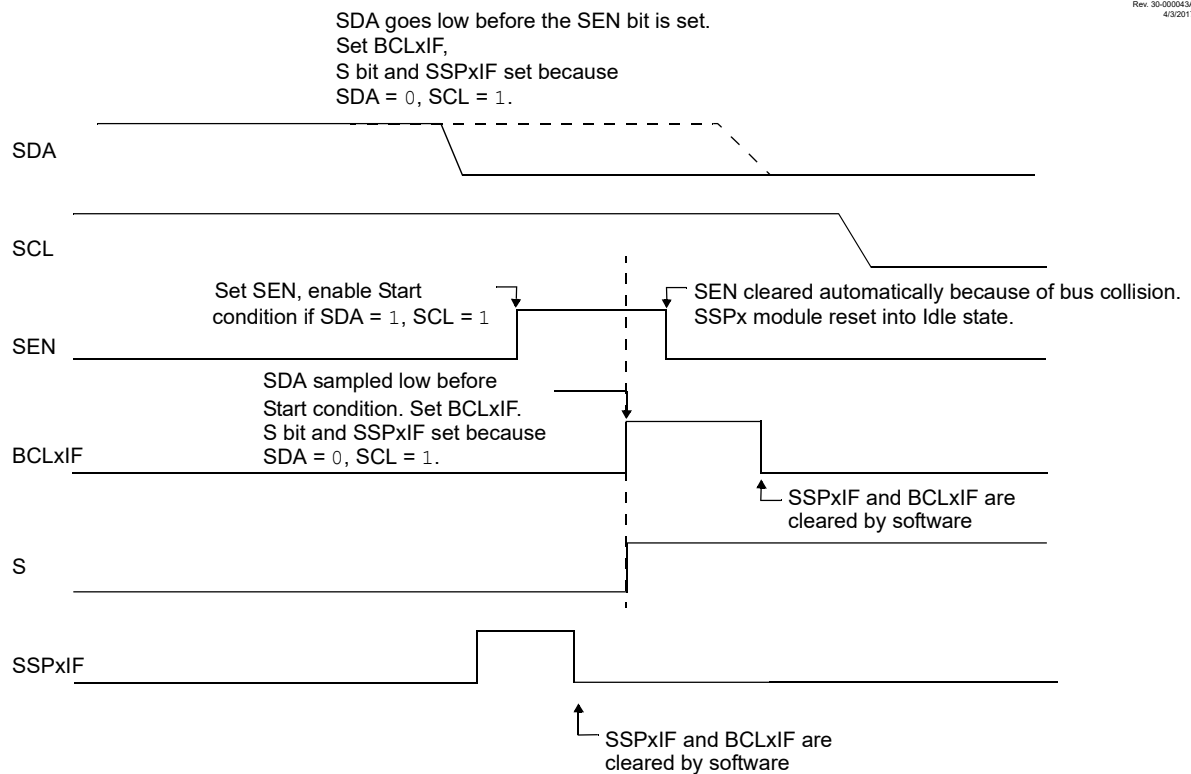 Rev. 30-000043A
4/3/2017
SDA goes low before the SEN bit is set.
Set BCLxIF,
S bit and SSPxIF set because
SDA = 0, SCL = 1.
SDA
SCL
Set SEN, enable Start
condition if SDA = 1, SCL = 1
SEN cleared automatically because of bus collision.
SSPx module reset into Idle state.
SEN
SDA sampled low before
Start condition. Set BCLxIF.
S bit and SSPxIF set because
SDA = 0, SCL = 1.
BCLxIF
SSPxIF and BCLxIF are
cleared by software
S
SSPxIF
SSPxIF and BCLxIF are
cleared by software